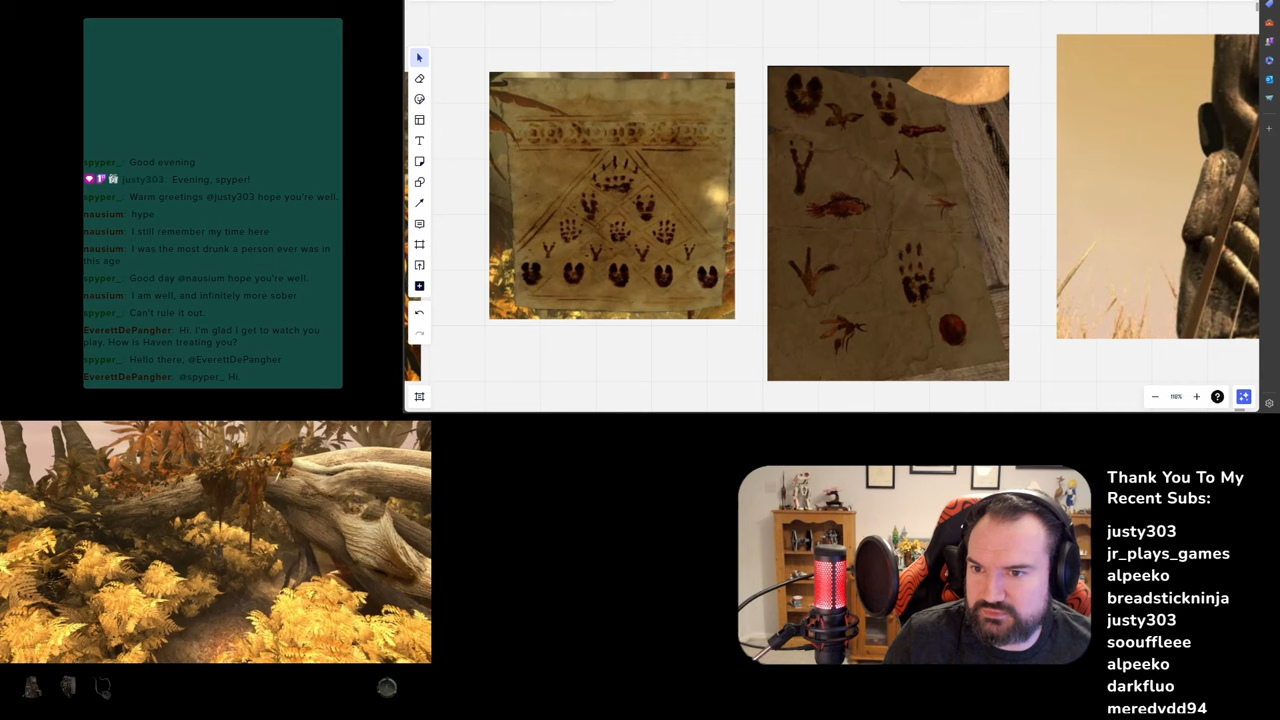 spyper_: Good evening
justy303: Evening, spyper!
spyper_: Warm greetings @justy303 hope you're well.
nausium: hype
nausium: I still remember my time here
nausium: I was the most drunk a person ever was in
this age
spyper_: Good day @nausium hope you're well.
nausium: I am well, and infinitely more sober
spyper_: Can't rule it out.
EverettDePangher: Hi. I'm glad i get to watch you
play. How is Haven treating you?
spyper_: Hello there, @EverettDePangher
EverettDePangher: @spyper_ Hi.
T
110%
?
Thank You To My
Recent Subs:
justy303
jr_plays_games
alpeeko
breadstickninja
justy303
soouffleee
alpeeko
darkfluo
meredydd94